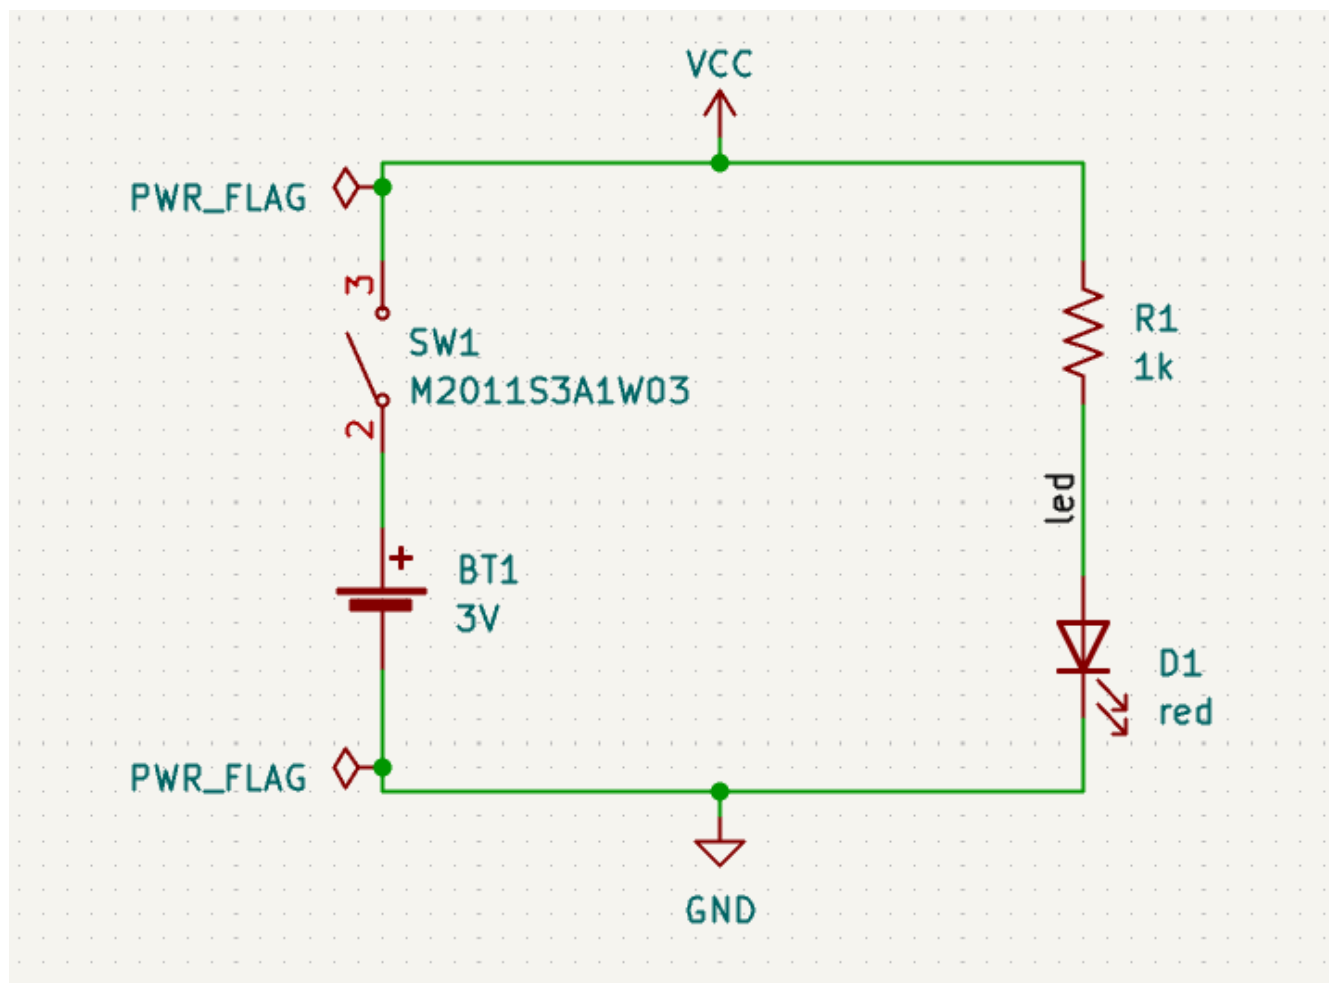 VCC
PWR_FLAG
3
SW1
M2011S3A1W03
2
R1
1k
led
+
BT1
3V
D1
red
PWR_FLAG
GND